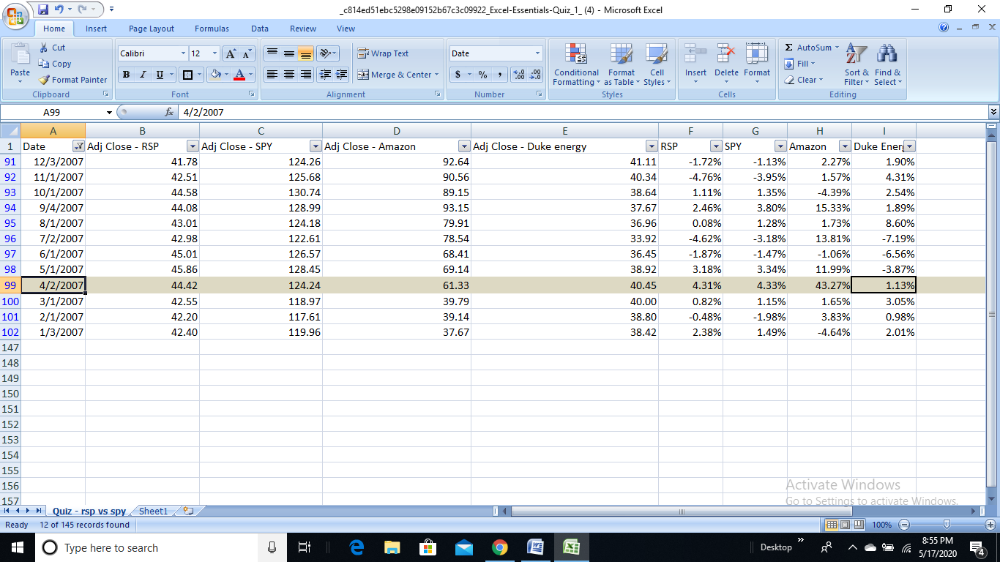 _c814ed51ebc5298e09152b67c3c09922_Excel-Essentials-Quiz_1_ (4) - Microsoft Excel
Home Insert Page Layout Formulas Data Review View
Paste Cut Copy Format Painter
Calibri 12
B I U
Wrap Text
Merge & Center
Date
$ % ,
Conditional Formatting Format as Table Cell Styles
Insert Delete Format
Σ AutoSum Fill Clear
Sort & Filter Find & Select
Clipboard Font Alignment Number Styles Cells Editing
A99 fx 4/2/2007
A B C D E F G H I
1 Date Adj Close - RSP Adj Close - SPY Adj Close - Amazon Adj Close - Duke energy RSP SPY Amazon Duke Energ
91 12/3/2007 41.78 124.26 92.64 41.11 -1.72% -1.13% 2.27% 1.90%
92 11/1/2007 42.51 125.68 90.56 40.34 -4.76% -3.95% 1.57% 4.31%
93 10/1/2007 44.58 130.74 89.15 38.64 1.11% 1.35% -4.39% 2.54%
94 9/4/2007 44.08 128.99 93.15 37.67 2.46% 3.80% 15.33% 1.89%
95 8/1/2007 43.01 124.18 79.91 36.96 0.08% 1.28% 1.73% 8.60%
96 7/2/2007 42.98 122.61 78.54 33.92 -4.62% -3.18% 13.81% -7.19%
97 6/1/2007 45.01 126.57 68.41 36.45 -1.87% -1.47% -1.06% -6.56%
98 5/1/2007 45.86 128.45 69.14 38.92 3.18% 3.34% 11.99% -3.87%
99 4/2/2007 44.42 124.24 61.33 40.45 4.31% 4.33% 43.27% 1.13%
100 3/1/2007 42.55 118.97 39.79 40.00 0.82% 1.15% 1.65% 3.05%
101 2/1/2007 42.20 117.61 39.14 38.80 -0.48% -1.98% 3.83% 0.98%
102 1/3/2007 42.40 119.96 37.67 38.42 2.38% 1.49% -4.64% 2.01%
147
148
149
150
151
152
153
154
155
156
157
Activate Windows
Go to Settings to activate Windows.
Quiz - rsp vs spy Sheet1
Ready 12 of 145 records found 100%
Type here to search
Desktop
8:55 PM
5/17/2020
4